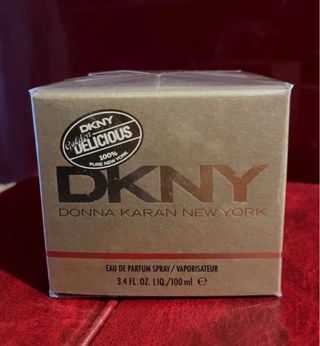 DKNY
DELICIOUS
100%
PURE NEW YORK
DKNY
DONNA KARAN NEW YORK
EAU DE PARFUM SPRAY / VAPORISATEUR
3.4 FL. OZ. LIQ./100 ml ℮